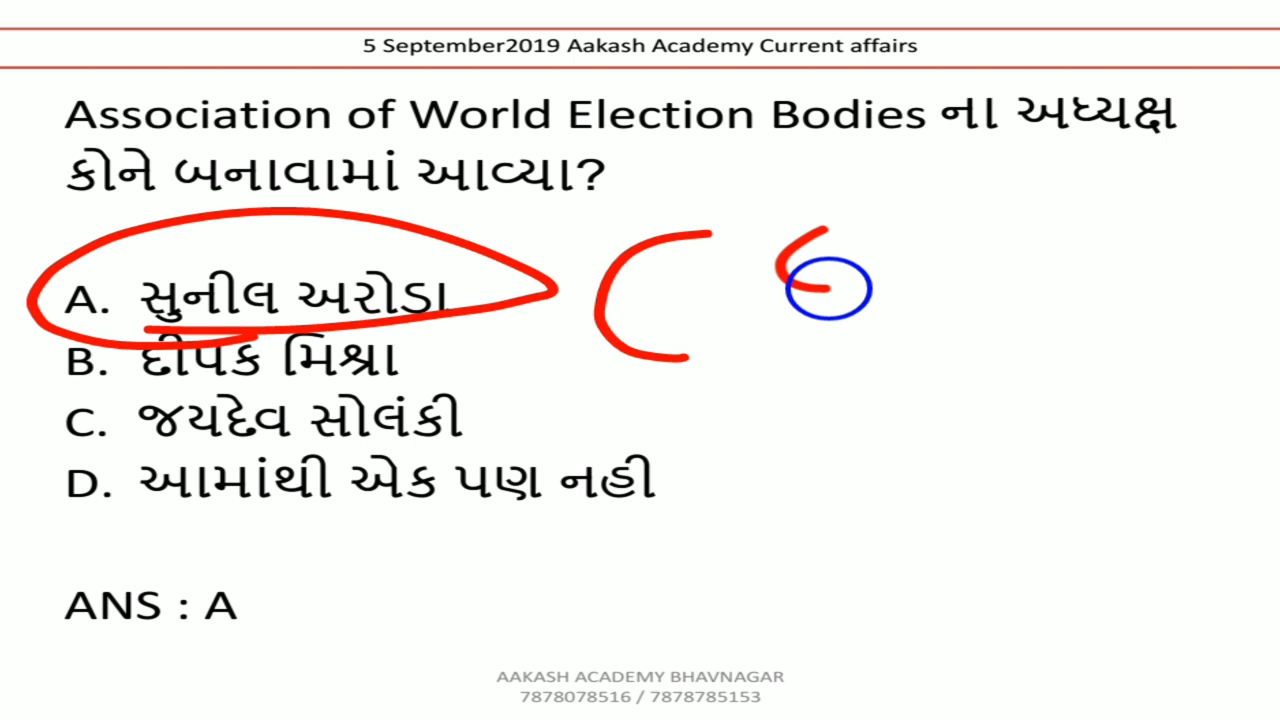 5 September2019 Aakash Academy Current affairs
Association of World Election Bodies ના અધ્યક્ષ
કોને બનાવામાં આવ્યા?
A. સુનીલ અરોડા
B. દીપક મિશ્રા
C. જયદેવ સોલંકી
D. આમાંથી એક પણ નહી
ANS : A
AAKASH ACADEMY BHAVNAGAR
7878078516 / 7878785153